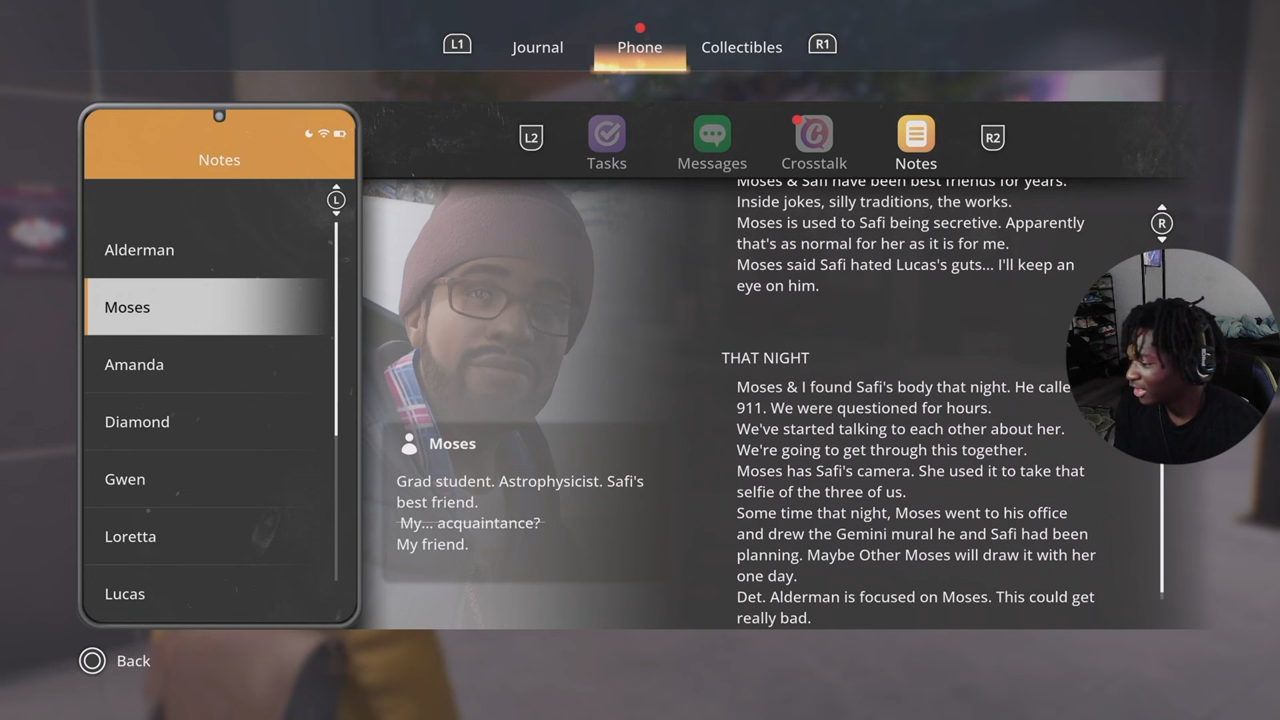 L1
Journal
Phone
Collectibles
R1
Notes
L2
Tasks
Messages
Crosstalk
Notes
R2
L
Alderman
Moses
Amanda
Diamond
Gwen
Loretta
Lucas
Moses
Grad student. Astrophysicist. Safi's
best friend.
My... acquaintance?
My friend.
Moses & Safi have been best friends for years.
Inside jokes, silly traditions, the works.
Moses is used to Safi being secretive. Apparently
that's as normal for her as it is for me.
Moses said Safi hated Lucas's guts... I'll keep an
eye on him.
THAT NIGHT
Moses & I found Safi's body that night. He calle
911. We were questioned for hours.
We've started talking to each other about her.
We're going to get through this together.
Moses has Safi's camera. She used it to take that
selfie of the three of us.
Some time that night, Moses went to his office
and drew the Gemini mural he and Safi had been
planning. Maybe Other Moses will draw it with her
one day.
Det. Alderman is focused on Moses. This could get
really bad.
R
Back